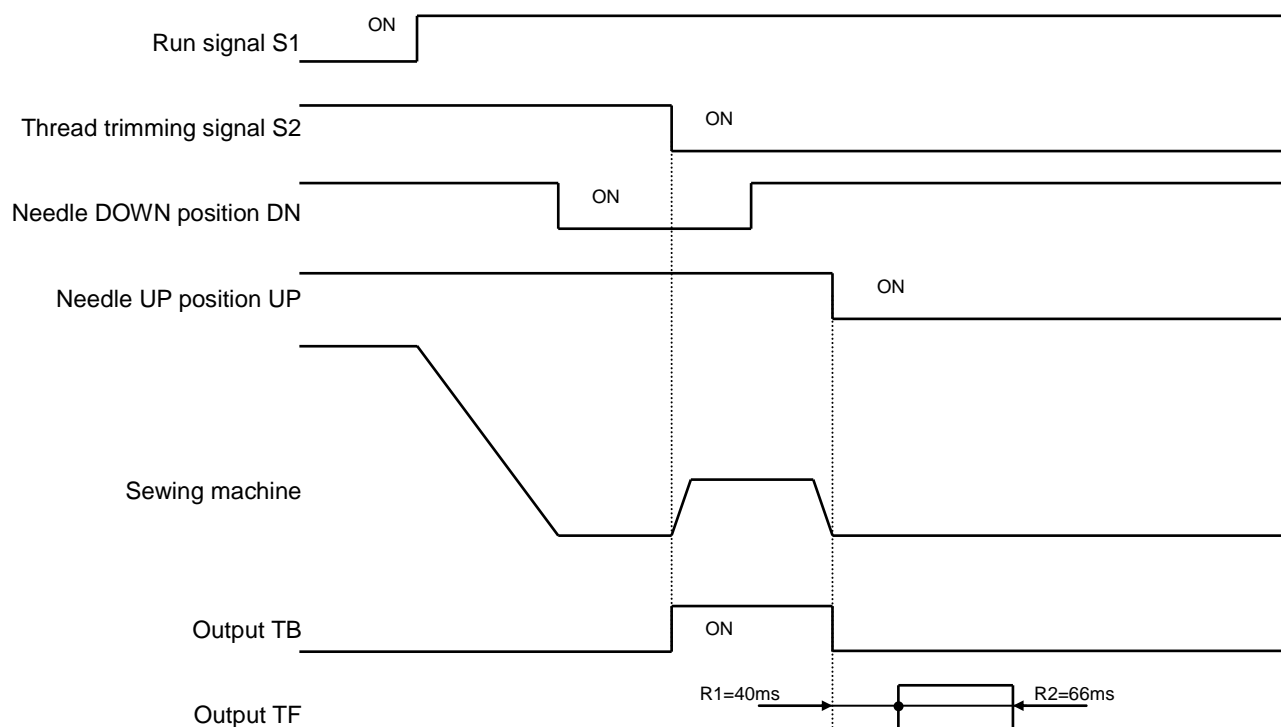 ON
Run signal S1
Thread trimming signal S2
ON
Needle DOWN position DN
ON
Needle UP position UP
ON
Sewing machine
Output TB
ON
Output TF
R1=40ms
R2=66ms